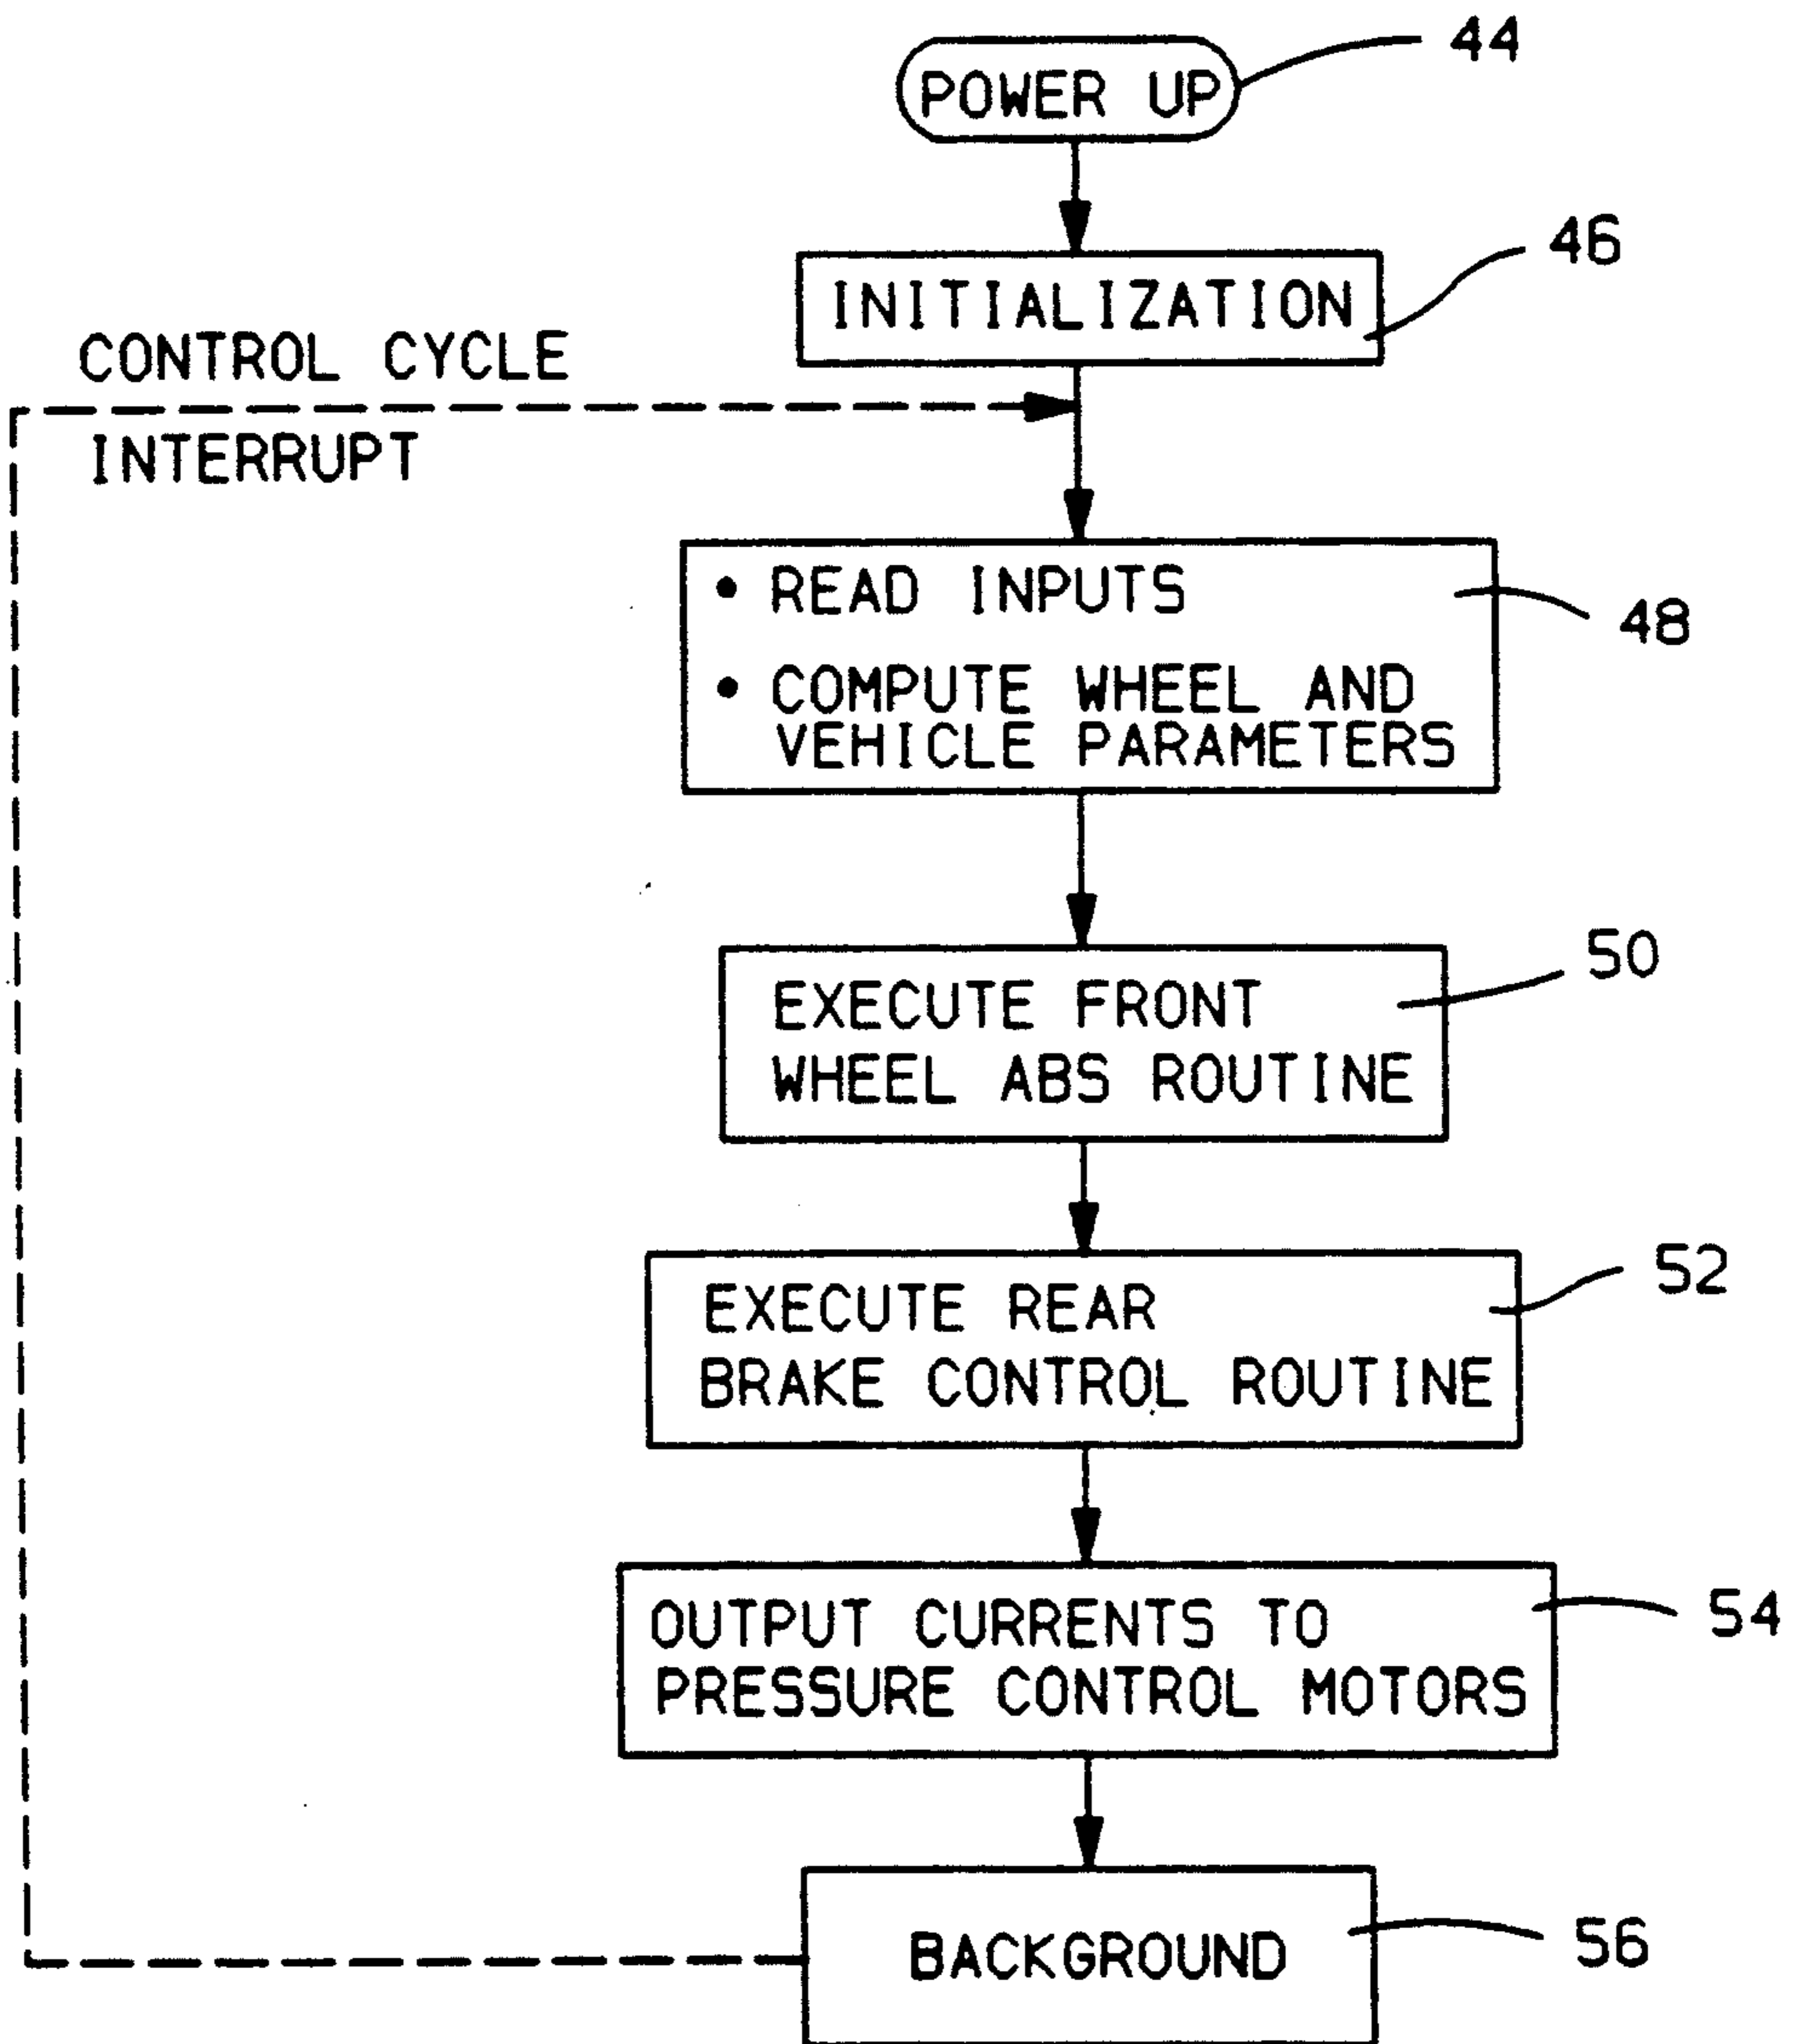 POWER UP
44
INITIALIZATION
46
CONTROL CYCLE
INTERRUPT
• READ INPUTS
• COMPUTE WHEEL AND
VEHICLE PARAMETERS
48
EXECUTE FRONT
WHEEL ABS ROUTINE
50
EXECUTE REAR
BRAKE CONTROL ROUTINE
52
OUTPUT CURRENTS TO
PRESSURE CONTROL MOTORS
54
BACKGROUND
56